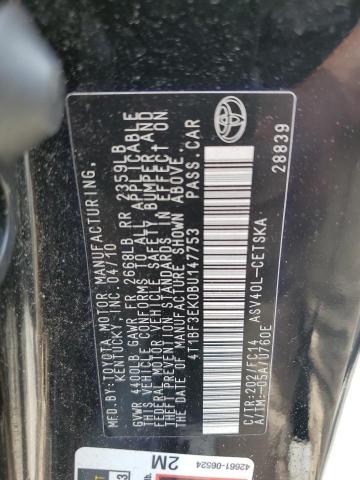 MFD. BY: TOYOTA MOTOR MANUFACTURING,
KENTUCKY, INC. 04/10
GVWR 4400LB GAWR FR 2668LB RR 2359LB
THIS VEHICLE CONFORMS TO ALL APPLICABLE
FEDERAL MOTOR VEHICLE SAFETY, BUMPER, AND
THEFT PREVENTION STANDARDS IN EFFECT ON
THE DATE OF MANUFACTURE SHOWN ABOVE.
4T1BF3EK0BU147753 PASS.CAR
TOYOTA
28839
C/TR:202/FC14 ASV40L-CETSKA
A/TM:-05A/U760E
42661-06524
2M